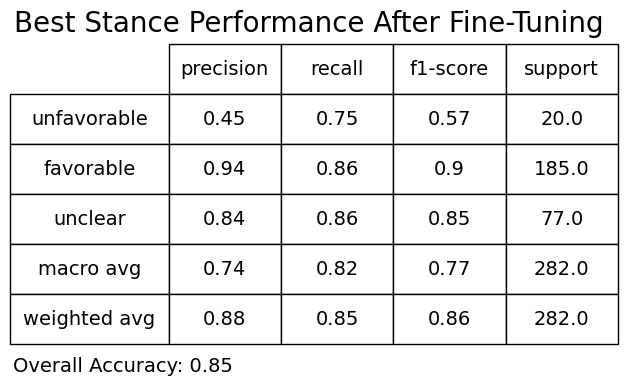 Best Stance Performance After Fine-Tuning
precision recall f1-score support
unfavorable 0.45 0.75 0.57 20.0
favorable 0.94 0.86 0.9 185.0
unclear 0.84 0.86 0.85 77.0
macro avg 0.74 0.82 0.77 282.0
weighted avg 0.88 0.85 0.86 282.0
Overall Accuracy: 0.85